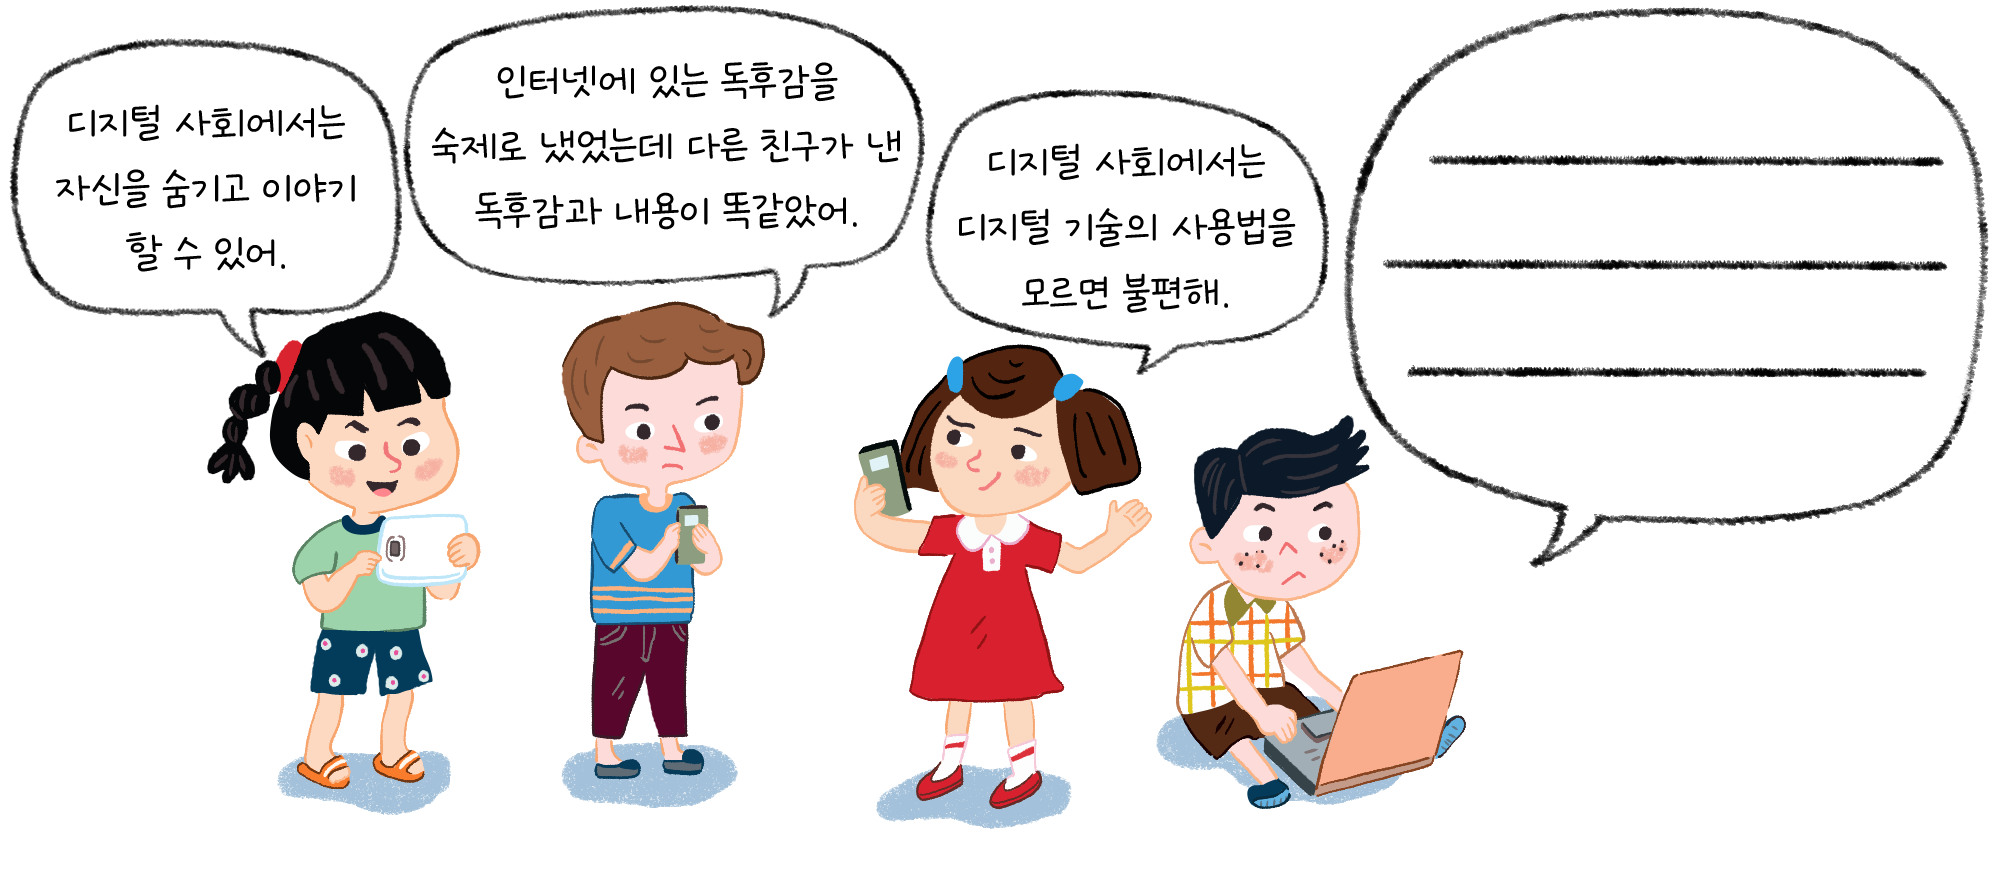 디지털 사회에서는
자신을 숨기고 이야기
할 수 있어.
인터넷에 있는 독후감을
숙제로 냈었는데 다른 친구가 낸
독후감과 내용이 똑같았어.
디지털 사회에서는
디지털 기술의 사용법을
모르면 불편해.